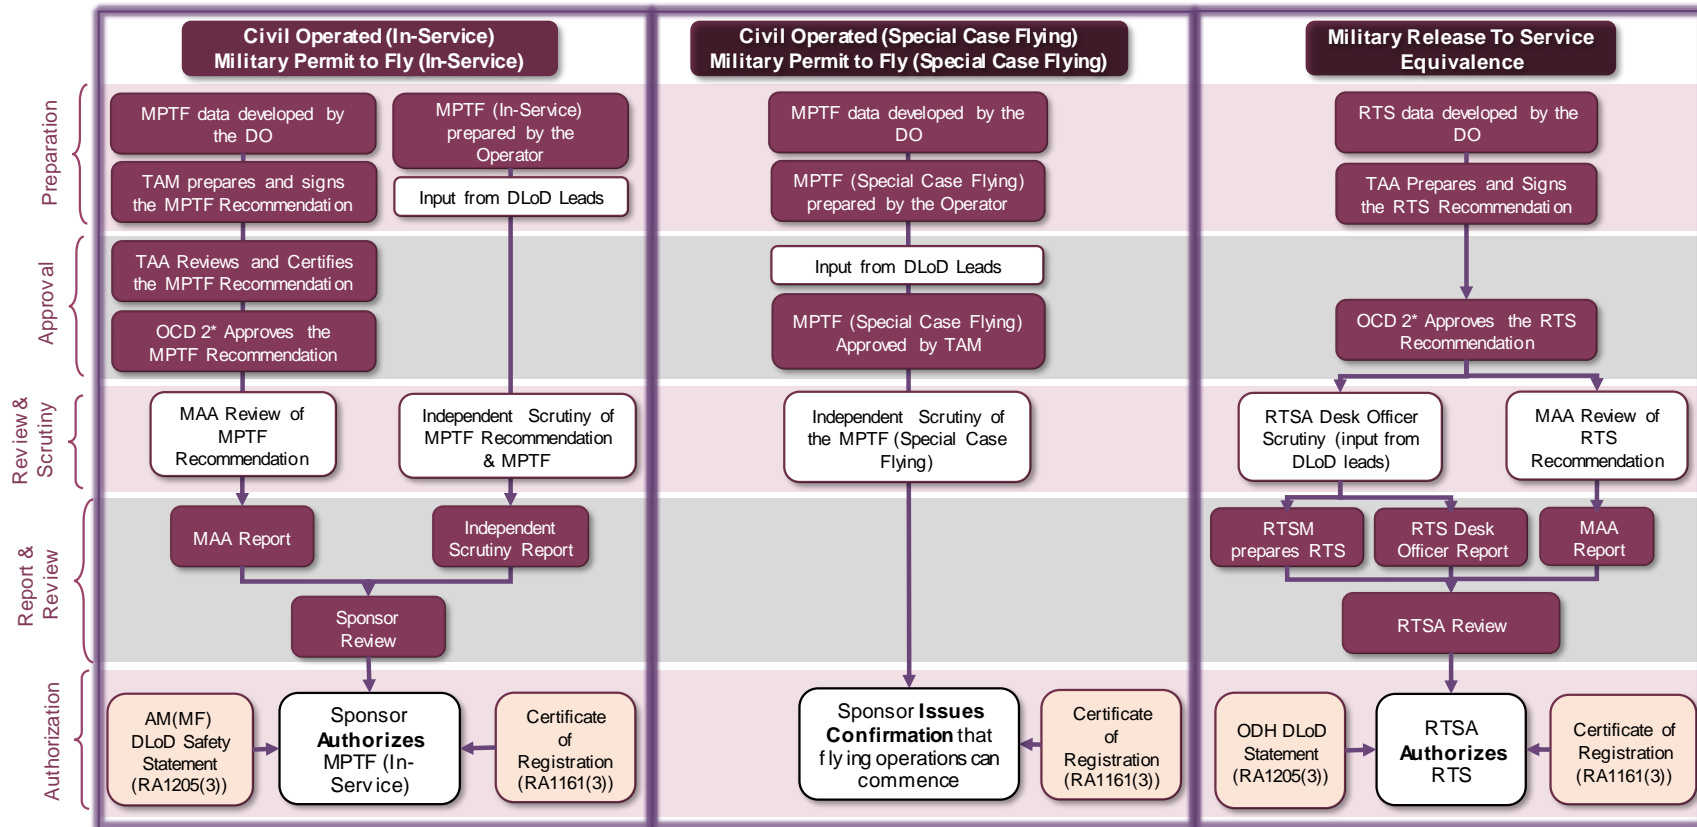 Civil Operated (In-Service)
Military Permit to Fly (In-Service)
Civil Operated (Special Case Flying)
Military Permit to Fly (Special Case Flying)
Military Release To Service
Equivalence
Preparation
MPTF data developed by
the DO
MPTF (In-Service)
prepared by the
Operator
TAM prepares and signs
the MPTF Recommendation
Input from DLoD Leads
MPTF data developed by the
DO
MPTF (Special Case Flying)
prepared by the Operator
RTS data developed by the
DO
TAA Prepares and Signs
the RTS Recommendation
Approval
TAA Reviews and Certifies
the MPTF Recommendation
OCD 2* Approves the
MPTF Recommendation
Input from DLoD Leads
MPTF (Special Case Flying)
Approved by TAM
OCD 2* Approves the RTS
Recommendation
Review &
Scrutiny
MAA Review of
MPTF
Recommendation
Independent Scrutiny of
MPTF Recommendation
& MPTF
Independent Scrutiny of
the MPTF (Special Case
Flying)
RTSA Desk Officer
Scrutiny (input from
DLoD leads)
MAA Review of
RTS
Recommendation
Report &
Review
MAA Report
Independent
Scrutiny Report
Sponsor
Review
RTSM
prepares RTS
RTS Desk
Officer Report
MAA
Report
RTSA Review
Authorization
AM(MF)
DLoD Safety
Statement
(RA1205(3))
Sponsor
Authorizes
MPTF (In-
Service)
Certificate
of
Registration
(RA1161(3))
Sponsor Issues
Confirmation that
flying operations can
commence
Certificate
of
Registration
(RA1161(3))
ODH DLoD
Statement
(RA1205(3))
RTSA
Authorizes
RTS
Certificate of
Registration
(RA1161(3))